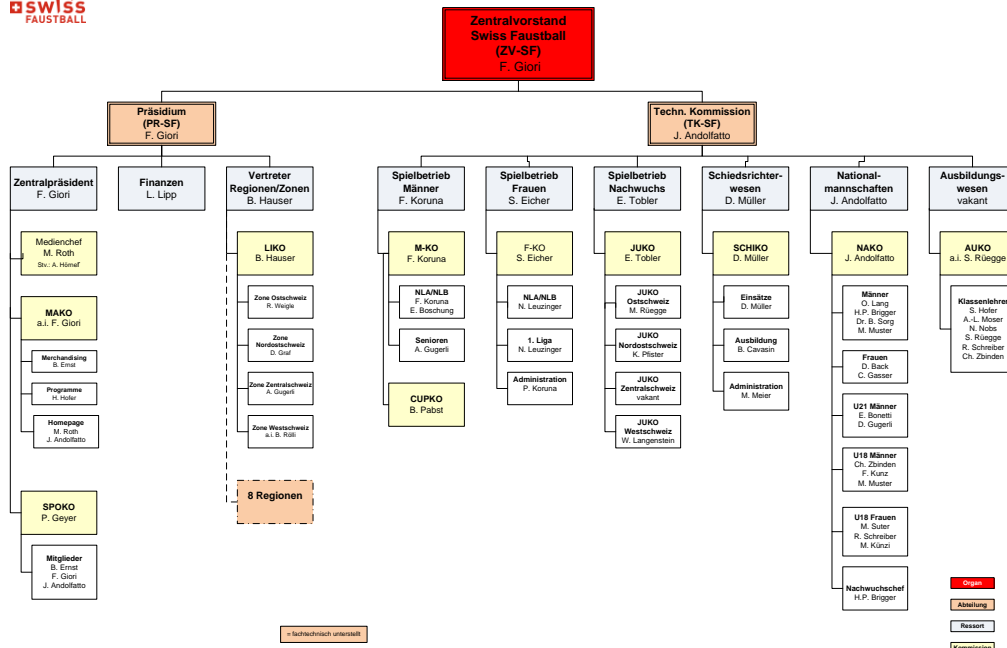 SWISS
FAUSTBALL
Zentralvorstand
Swiss Faustball
(ZV-SF)
F. Giori
Präsidium
(PR-SF)
F. Giori
Techn. Kommission
(TK-SF)
J. Andolfatto
Zentralpräsident
F. Giori
Finanzen
L. Lipp
Vertreter
Regionen/Zonen
B. Hauser
Spielbetrieb
Männer
F. Koruna
Spielbetrieb
Frauen
S. Eicher
Spielbetrieb
Nachwuchs
E. Tobler
Schiedsrichter-
wesen
D. Müller
National-
mannschaften
J. Andolfatto
Ausbildungs-
wesen
vakant
Medienchef
M. Roth
Stv.: A. Hörnef
MAKO
a.i. F. Giori
Merchandising
B. Ernst
Programme
H. Hofer
Homepage
M. Roth
J. Andolfatto
SPOKO
P. Geyer
Mitglieder
B. Ernst
F. Giori
J. Andolfatto
LIKO
B. Hauser
Zone Ostschweiz
R. Weigle
Zone
Nordostschweiz
D. Graf
Zone Zentralschweiz
A. Gugerli
Zone Westschweiz
a.i. B. Rölli
8 Regionen
M-KO
F. Koruna
NLA/NLB
F. Koruna
E. Boschung
Senioren
A. Gugerli
CUPKO
B. Pabst
F-KO
S. Eicher
NLA/NLB
N. Leuzinger
1. Liga
N. Leuzinger
Administration
P. Koruna
JUKO
E. Tobler
JUKO
Ostschweiz
M. Rüegge
JUKO
Nordostschweiz
K. Pfister
JUKO
Zentralschweiz
vakant
JUKO
Westschweiz
W. Langenstein
SCHIKO
D. Müller
Einsätze
D. Müller
Ausbildung
B. Cavasin
Administration
M. Meier
NAKO
J. Andolfatto
Männer
O. Lang
H.P. Brigger
Dr. B. Sorg
M. Muster
Frauen
D. Back
C. Gasser
U21 Männer
E. Bonetti
D. Gugerli
U18 Männer
Ch. Zbinden
F. Kunz
M. Muster
U18 Frauen
M. Suter
R. Schreiber
M. Künzi
Nachwuchschef
H.P. Brigger
AUKO
a.i. S. Rüegge
Klassenlehrer
S. Hofer
A.-L. Moser
N. Nobs
S. Rüegge
R. Schreiber
Ch. Zbinden
= fachtechnisch unterstellt
Organ
Abteilung
Ressort
Kommission